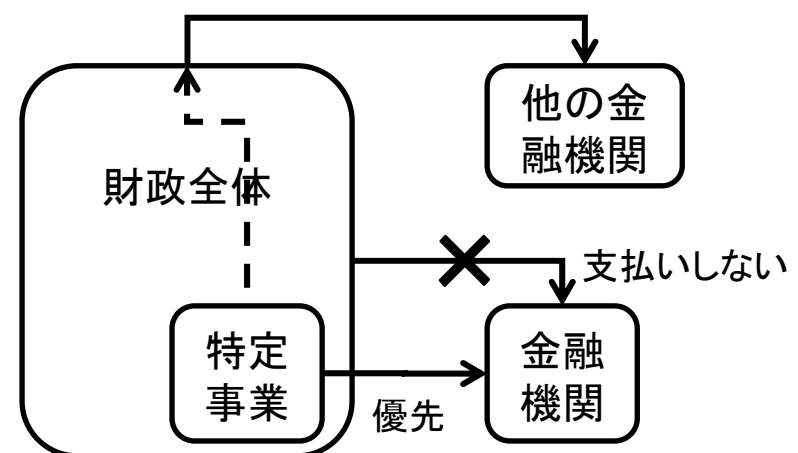 他の金
融機関
財政全体
支払いしない
特定
事業
優先
金融
機関